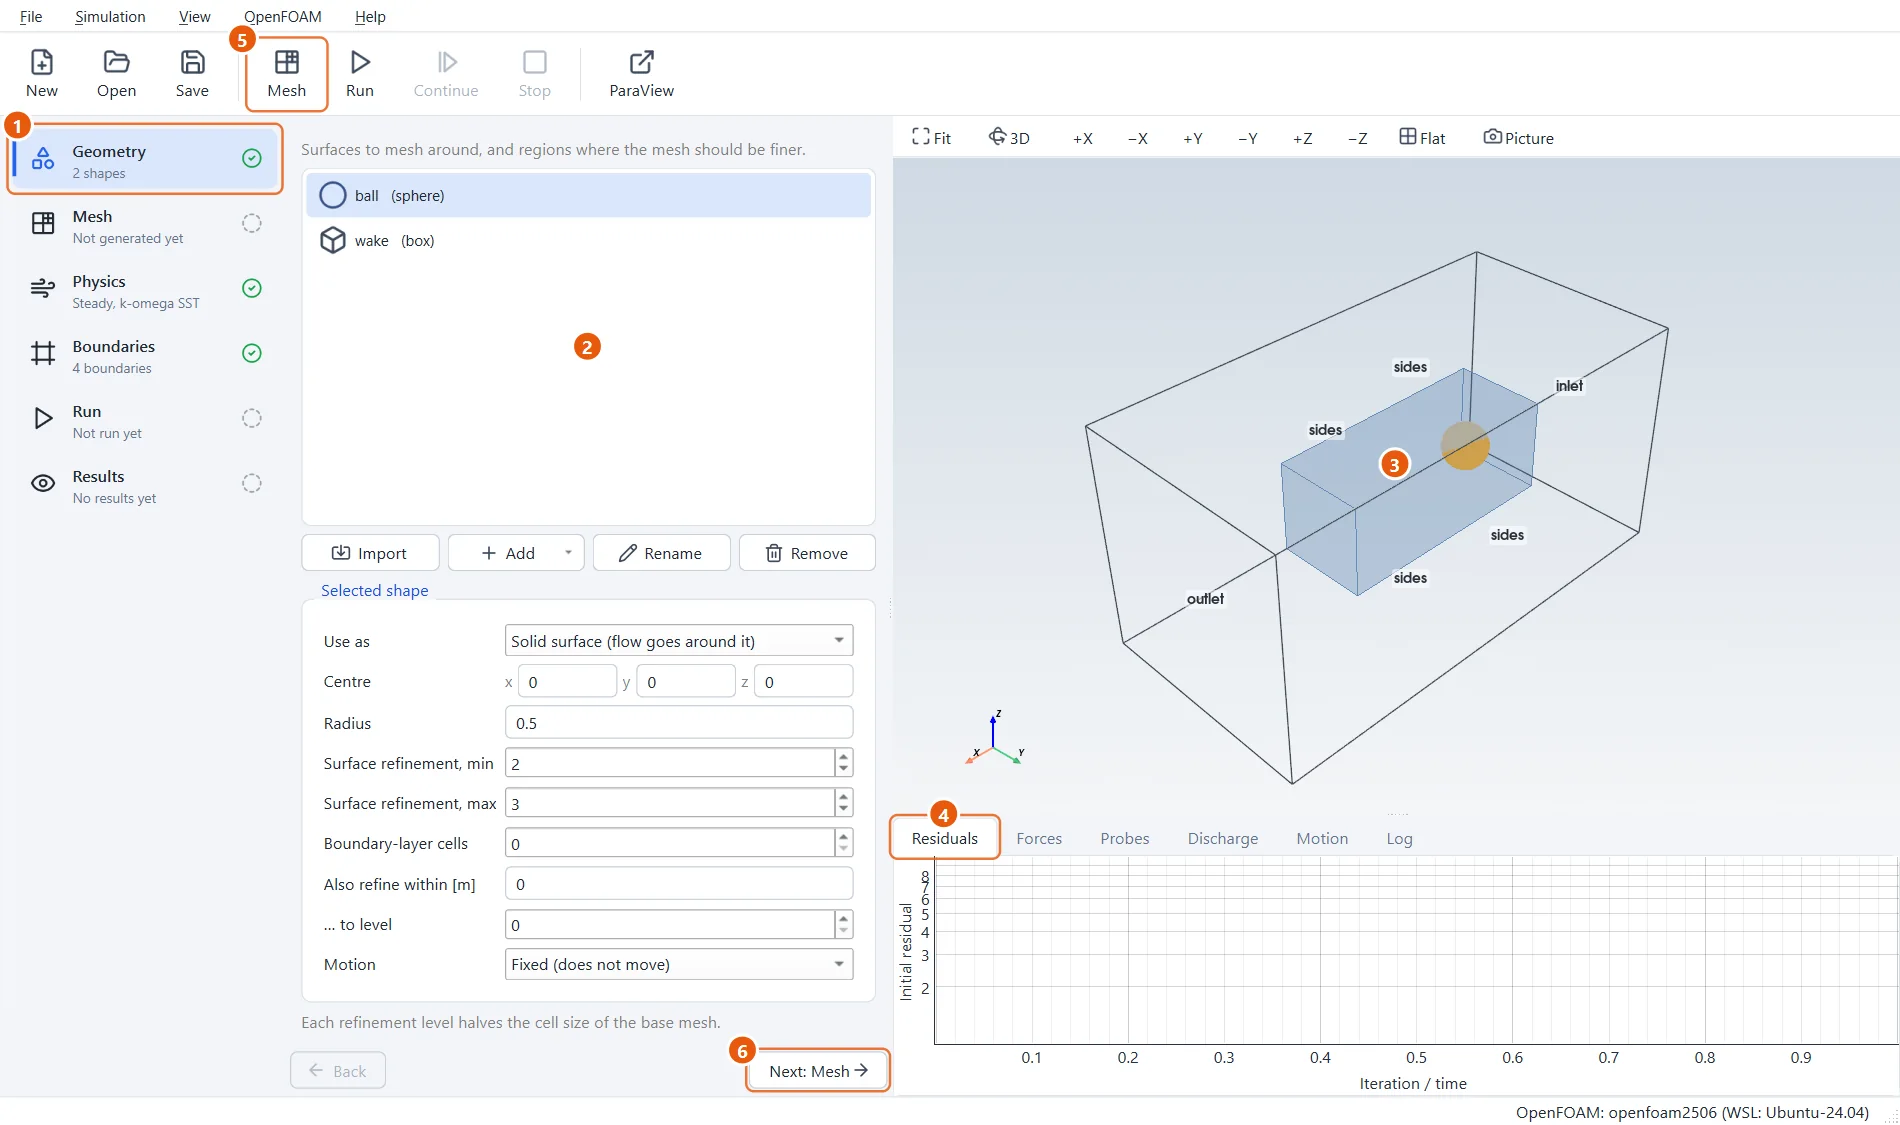 File Simulation View OpenFOAM Help
5
New Open Save Mesh Run Continue Stop ParaView
1
Geometry
2 shapes
Mesh
Not generated yet
Physics
Steady, k-omega SST
Boundaries
4 boundaries
Run
Not run yet
Results
No results yet
Surfaces to mesh around, and regions where the mesh should be finer.
ball (sphere)
wake (box)
2
Import Add Rename Remove
Selected shape
Use as Solid surface (flow goes around it)
Centre x 0 y 0 z 0
Radius 0.5
Surface refinement, min 2
Surface refinement, max 3
Boundary-layer cells 0
Also refine within [m] 0
... to level 0
Motion Fixed (does not move)
Each refinement level halves the cell size of the base mesh.
6
Back Next: Mesh
Fit 3D +X −X +Y −Y +Z −Z Flat Picture
sides
inlet
sides
3
sides
sides
outlet
Z
X Y
4
Residuals Forces Probes Discharge Motion Log
Initial residual
8
7
6
5
4
3
2
0.1 0.2 0.3 0.4 0.5 0.6 0.7 0.8 0.9
Iteration / time
OpenFOAM: openfoam2506 (WSL: Ubuntu-24.04)